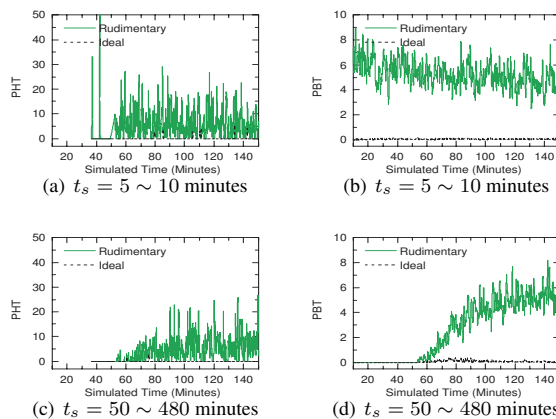 50
40
30
20
10
0
PHT
Rudimentary
Ideal
20 40 60 80 100 120 140
Simulated Time (Minutes)
(a) t_s = 5 ∼ 10 minutes
10
8
6
4
2
0
PBT
Rudimentary
Ideal
20 40 60 80 100 120 140
Simulated Time (Minutes)
(b) t_s = 5 ∼ 10 minutes
50
40
30
20
10
0
PHT
Rudimentary
Ideal
20 40 60 80 100 120 140
Simulated Time (Minutes)
(c) t_s = 50 ∼ 480 minutes
10
8
6
4
2
0
PBT
Rudimentary
Ideal
20 40 60 80 100 120 140
Simulated Time (Minutes)
(d) t_s = 50 ∼ 480 minutes